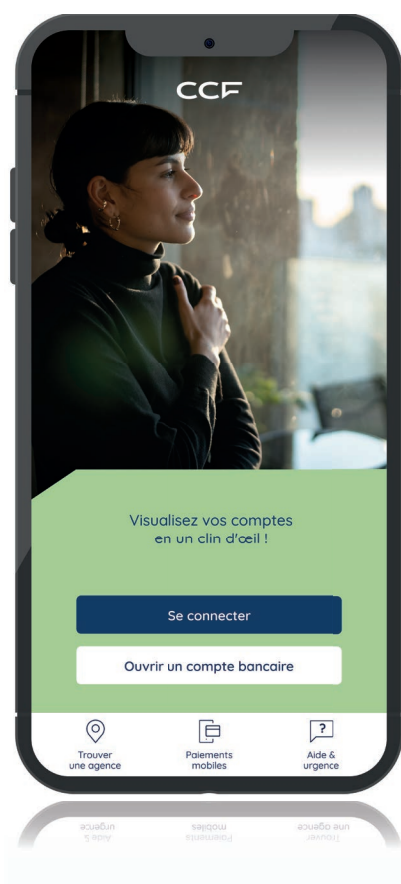 CCF
Visualisez vos comptes
en un clin d'œil !
Se connecter
Ouvrir un compte bancaire
Trouver
une agence
Paiements
mobiles
?
Aide &
urgence